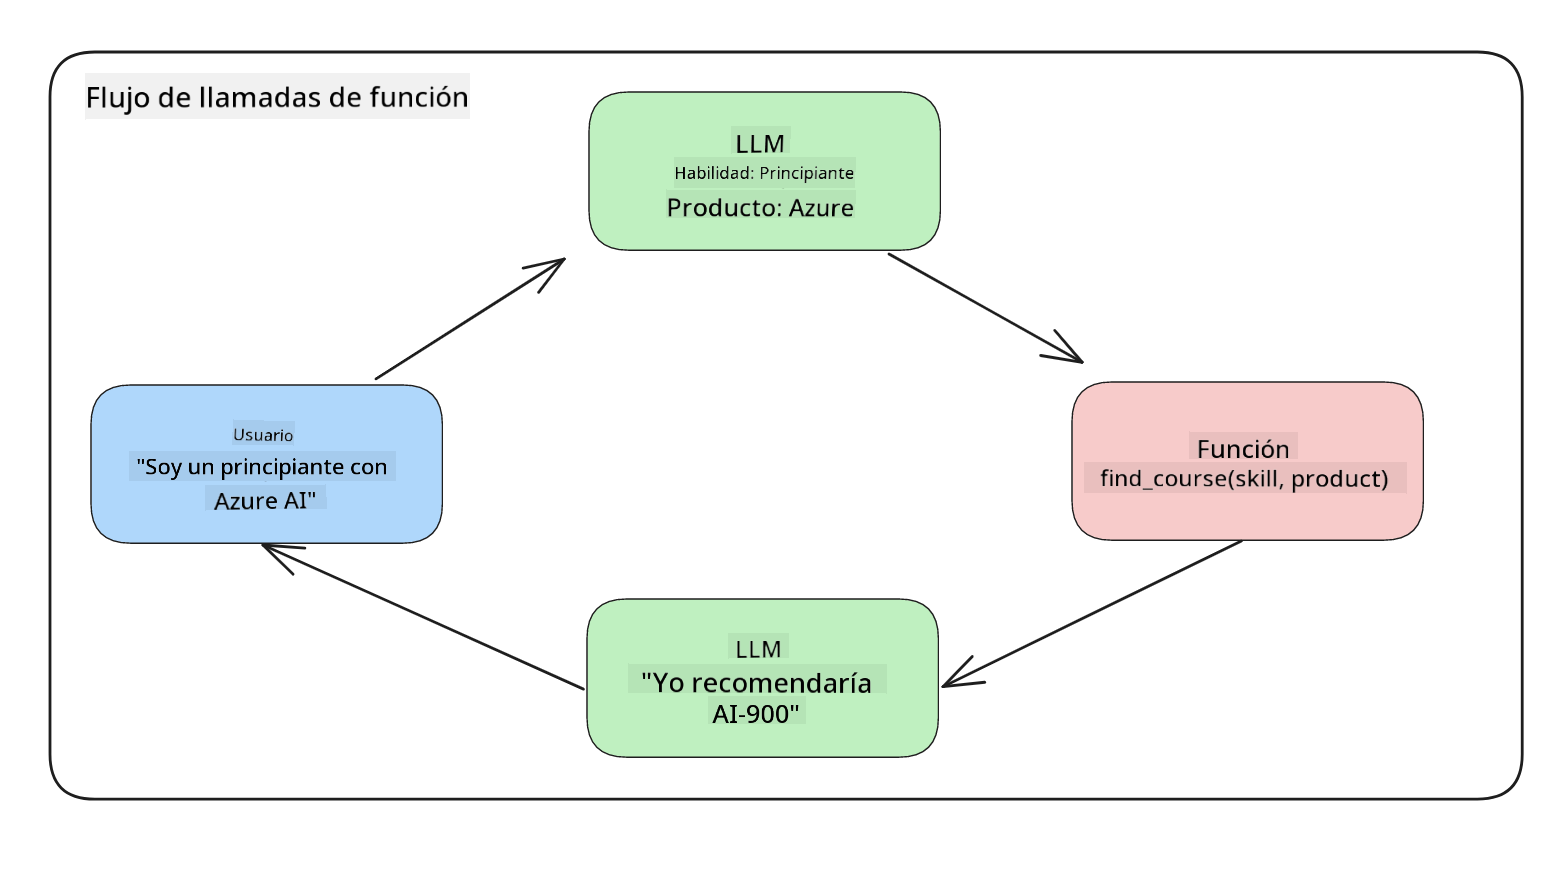 Flujo de llamadas de función
LLM
Habilidad: Principiante
Producto: Azure
Usuario
"Soy un principiante con
Azure AI"
Función
find_course(skill, product)
LLM
"Yo recomendaría
AI-900"